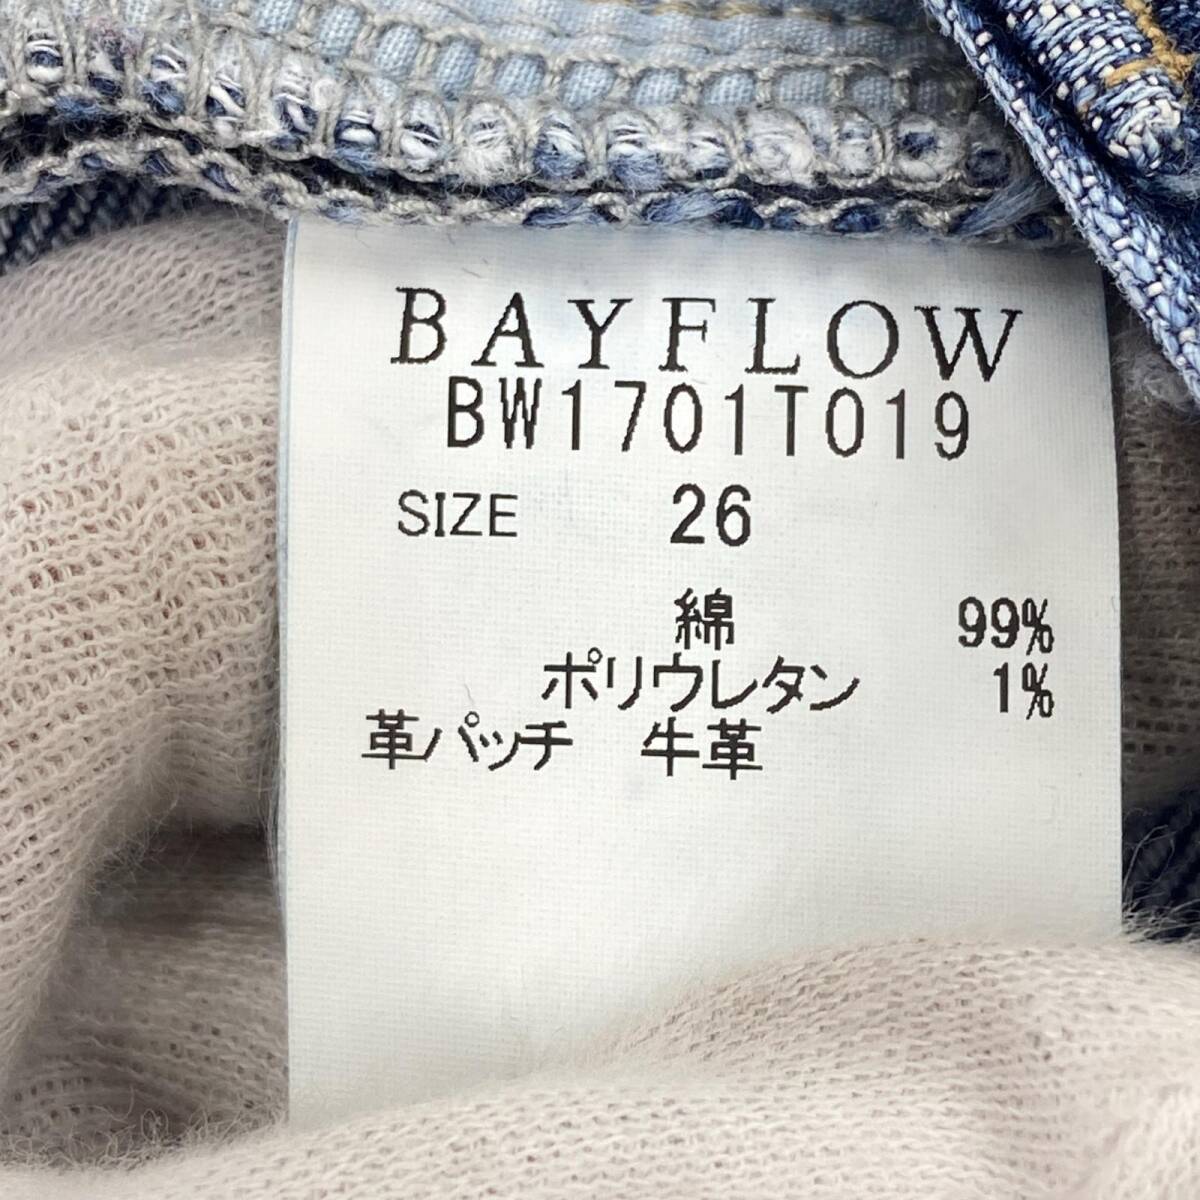 BAYFLOW
BW1701T019
SIZE 26
綿 99%
ポリウレタン 1%
革パッチ 牛革